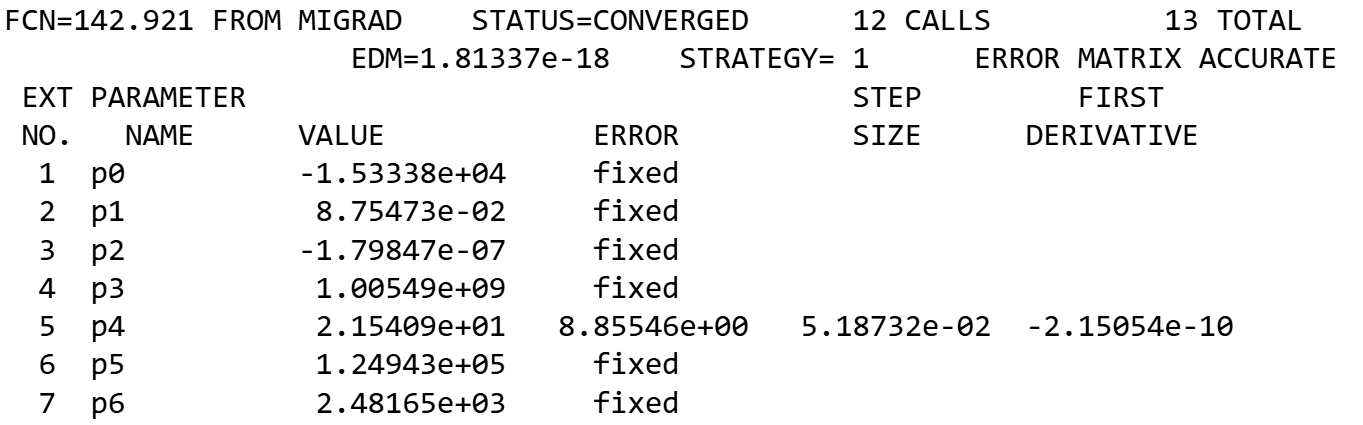 FCN=142.921 FROM MIGRAD    STATUS=CONVERGED      12 CALLS          13 TOTAL
                    EDM=1.81337e-18    STRATEGY= 1      ERROR MATRIX ACCURATE
 EXT PARAMETER                                   STEP         FIRST
 NO.   NAME      VALUE            ERROR          SIZE      DERIVATIVE
  1  p0          -1.53338e+04     fixed
  2  p1           8.75473e-02     fixed
  3  p2          -1.79847e-07     fixed
  4  p3           1.00549e+09     fixed
  5  p4           2.15409e+01   8.85546e+00   5.18732e-02  -2.15054e-10
  6  p5           1.24943e+05     fixed
  7  p6           2.48165e+03     fixed